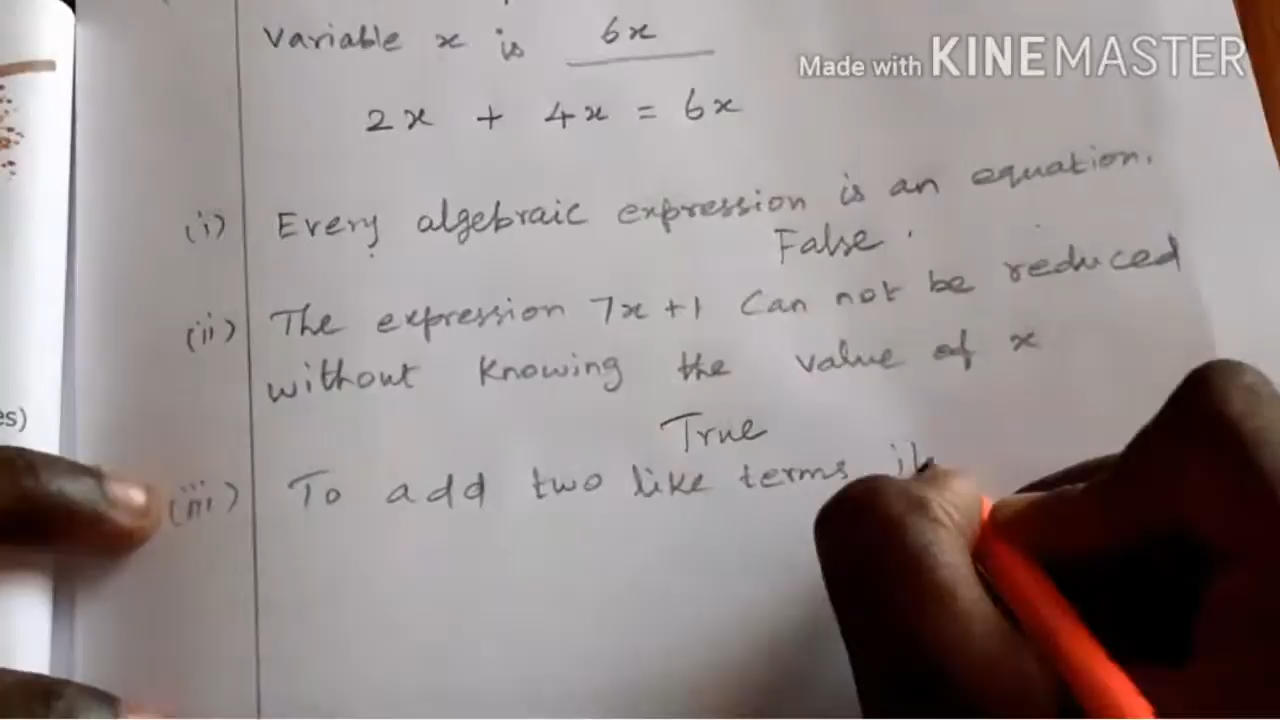 Variable x is 6x
Made with KINEMASTER
2x + 4x = 6x
(i) Every algebraic expression is an equation.
False.
(ii) The expression 7x + 1 Can not be reduced
without knowing the value of x
True
es)
(iii) To add two like terms